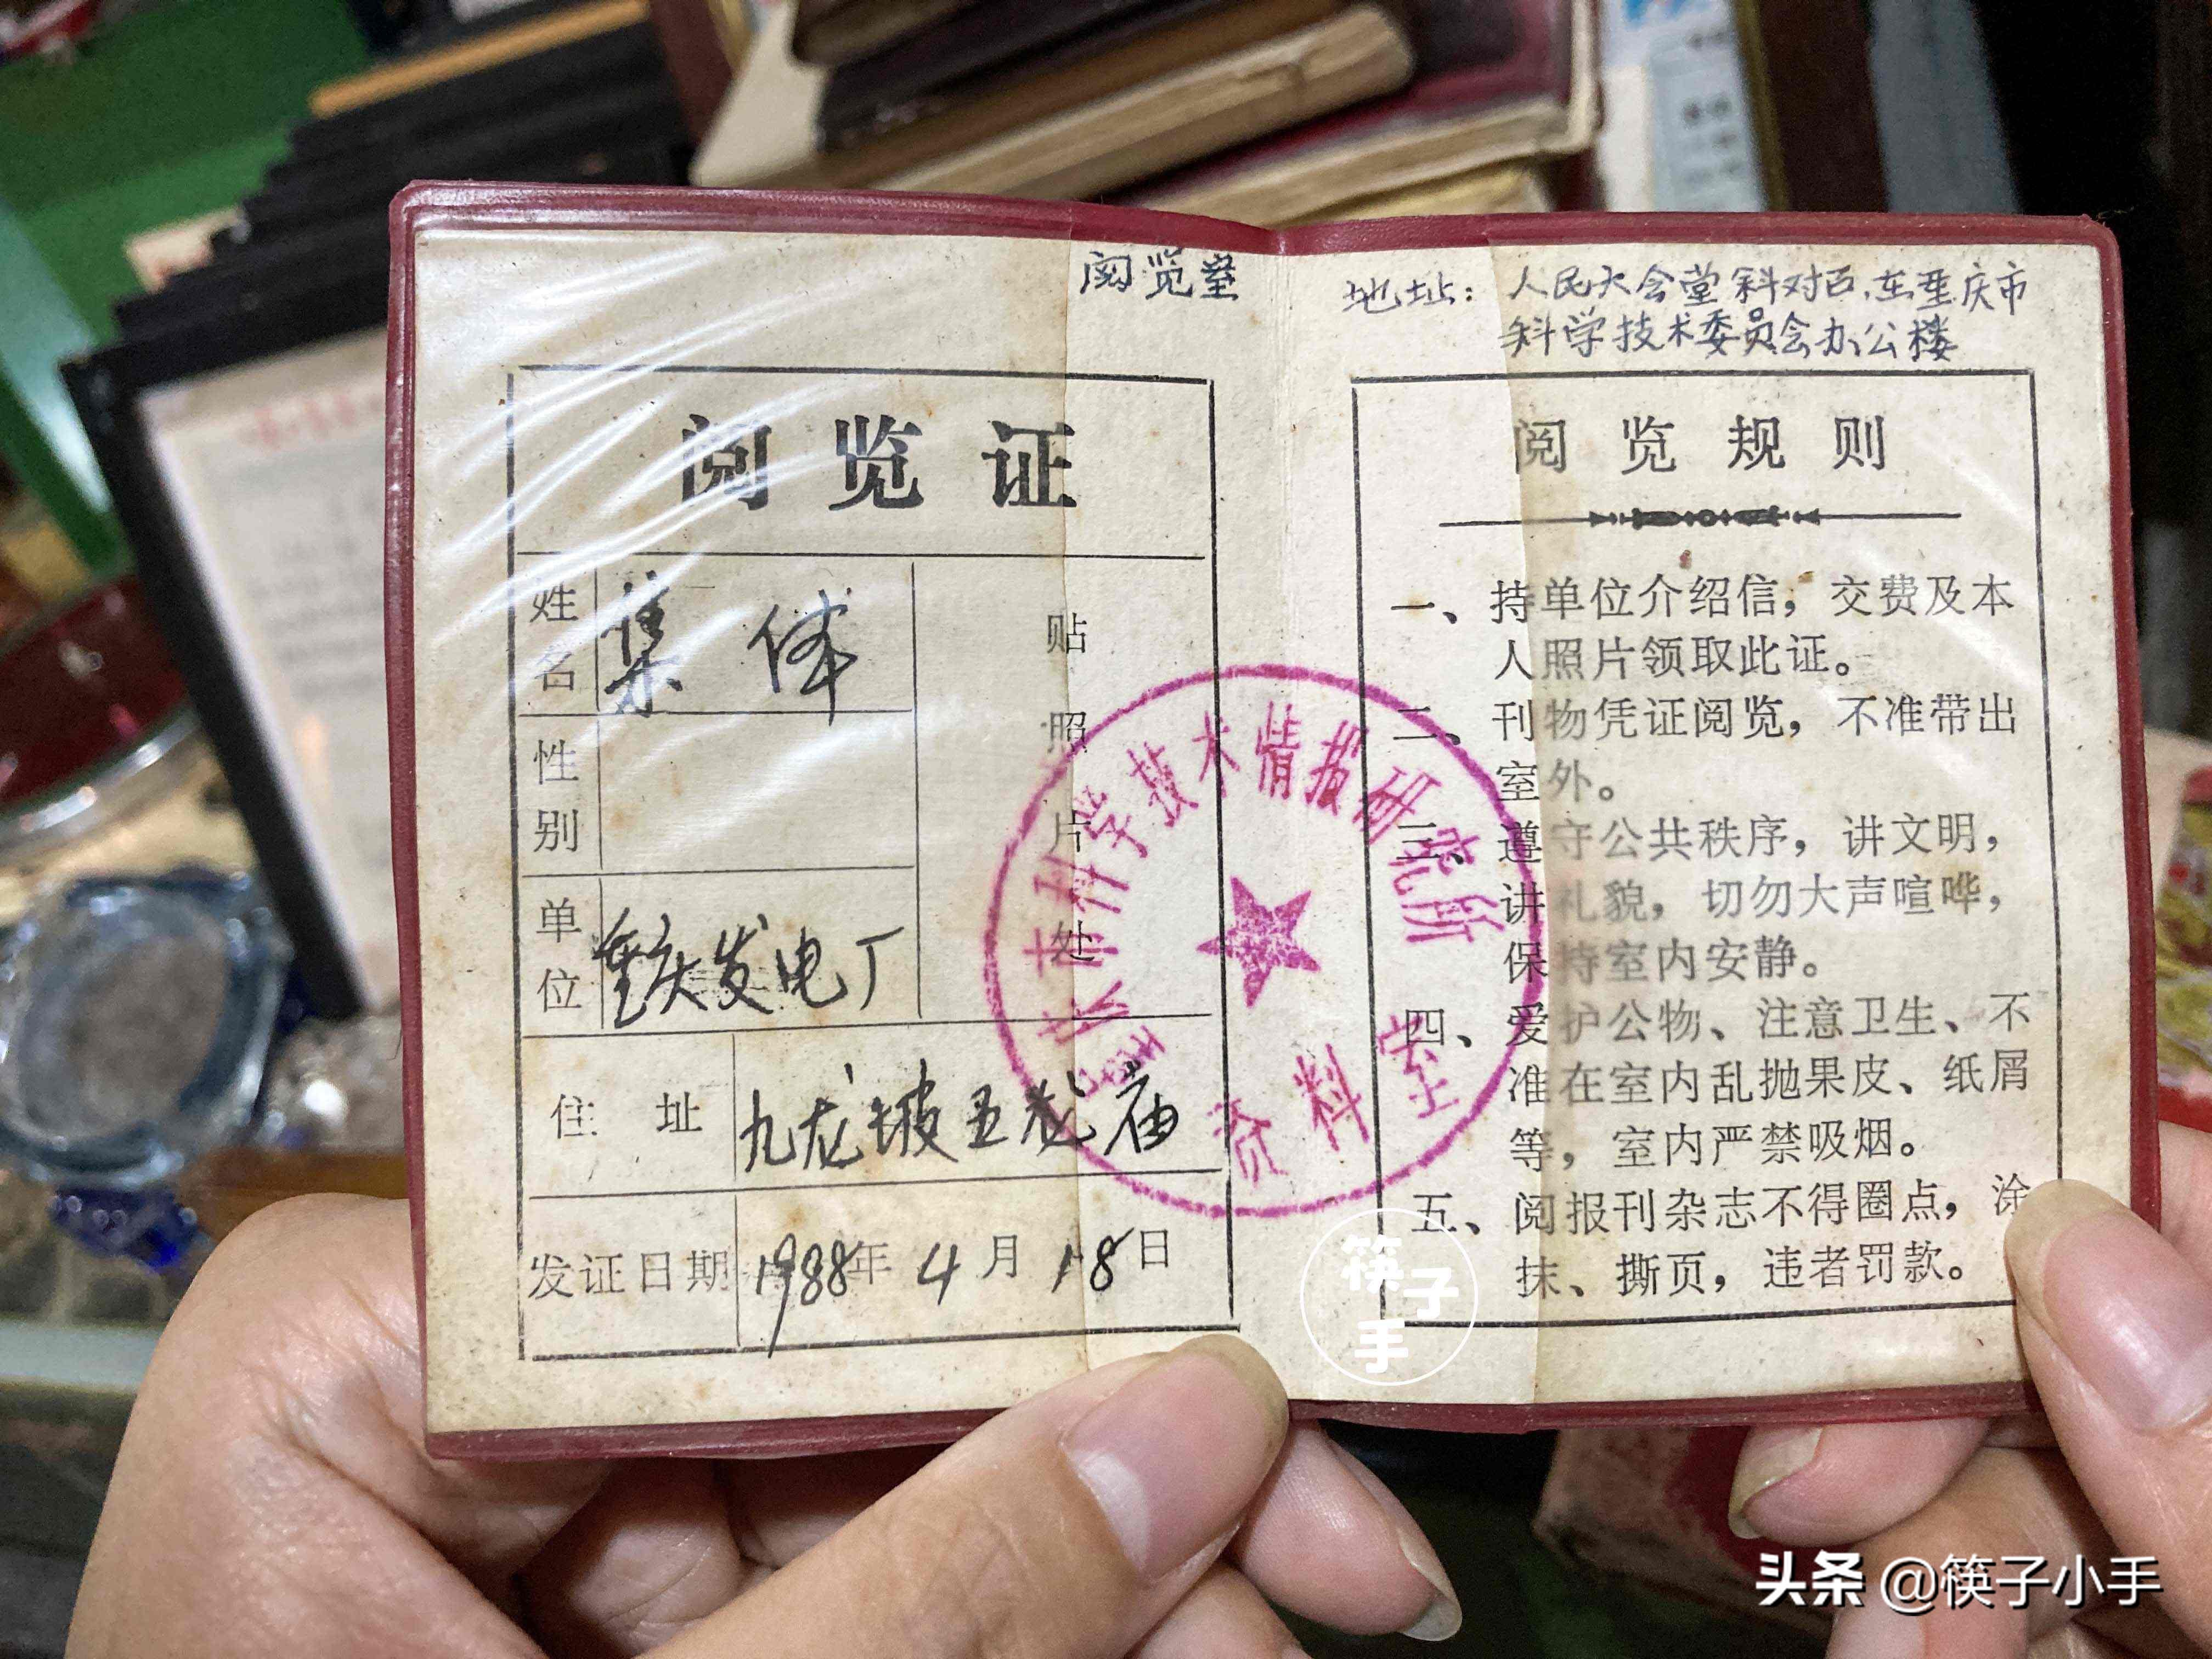 阅览室
地址：人民大会堂斜对面，在重庆市
科学技术委员会办公楼
阅览证
姓名 集体
性别
单位 重庆发电厂
贴照片处
住址 九龙坡五龙庙
发证日期 1988年4月18日
重庆市科学技术情报研究所
资料室
阅览规则
一、持单位介绍信，交费及本
人照片领取此证。
二、刊物凭证阅览，不准带出
室外。
三、遵守公共秩序，讲文明，
讲礼貌，切勿大声喧哗，
保持室内安静。
四、爱护公物、注意卫生、不
准在室内乱抛果皮、纸屑
等，室内严禁吸烟。
五、阅报刊杂志不得圈点，涂
抹、撕页，违者罚款。
筷子手
头条 @筷子小手